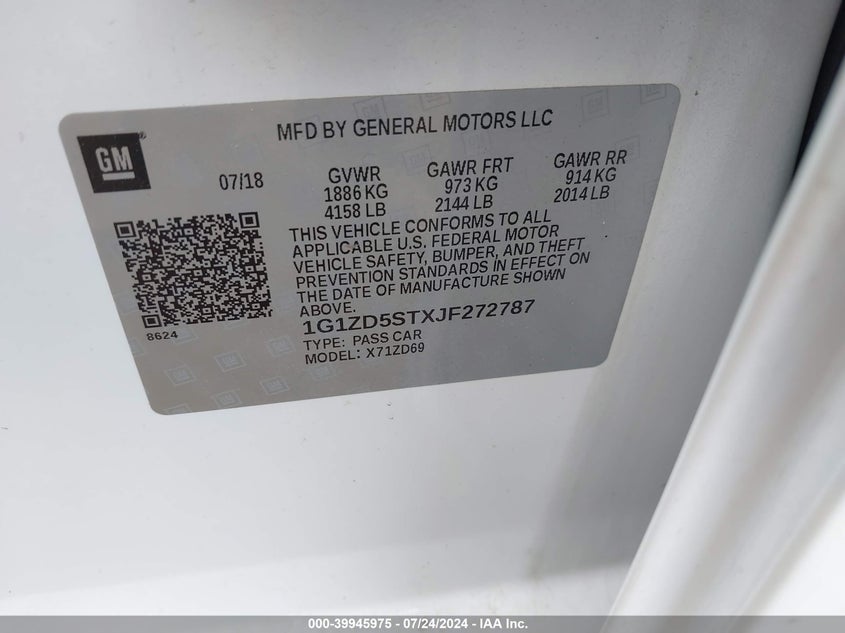 MFD BY GENERAL MOTORS LLC
GM
07/18
GVWR
1886 KG
4158 LB
GAWR FRT
973 KG
2144 LB
GAWR RR
914 KG
2014 LB
THIS VEHICLE CONFORMS TO ALL
APPLICABLE U.S. FEDERAL MOTOR
VEHICLE SAFETY, BUMPER, AND THEFT
PREVENTION STANDARDS IN EFFECT ON
THE DATE OF MANUFACTURE SHOWN
ABOVE.
8624
1G1ZD5STXJF272787
TYPE: PASS CAR
MODEL: X71ZD69
000-39945975 - 07/24/2024 - IAA Inc.